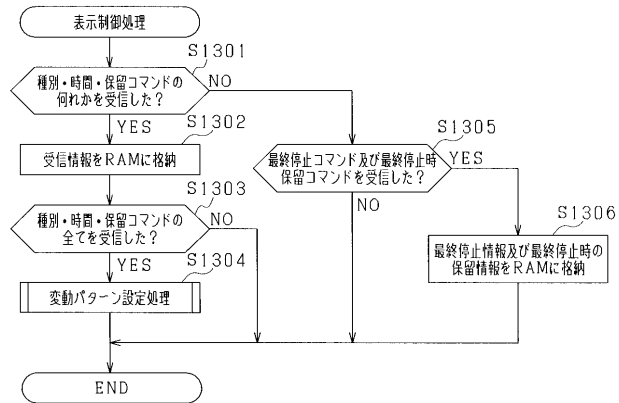 表示制御処理
S1301
種別・時間・保留コマンドの
何れかを受信した?
NO
YES
S1302
受信情報をRAMに格納
S1303
種別・時間・保留コマンドの
全てを受信した?
NO
YES
S1304
変動パターン設定処理
S1305
最終停止コマンド及び最終停止時
保留コマンドを受信した?
YES
NO
S1306
最終停止情報及び最終停止時の
保留情報をRAMに格納
END